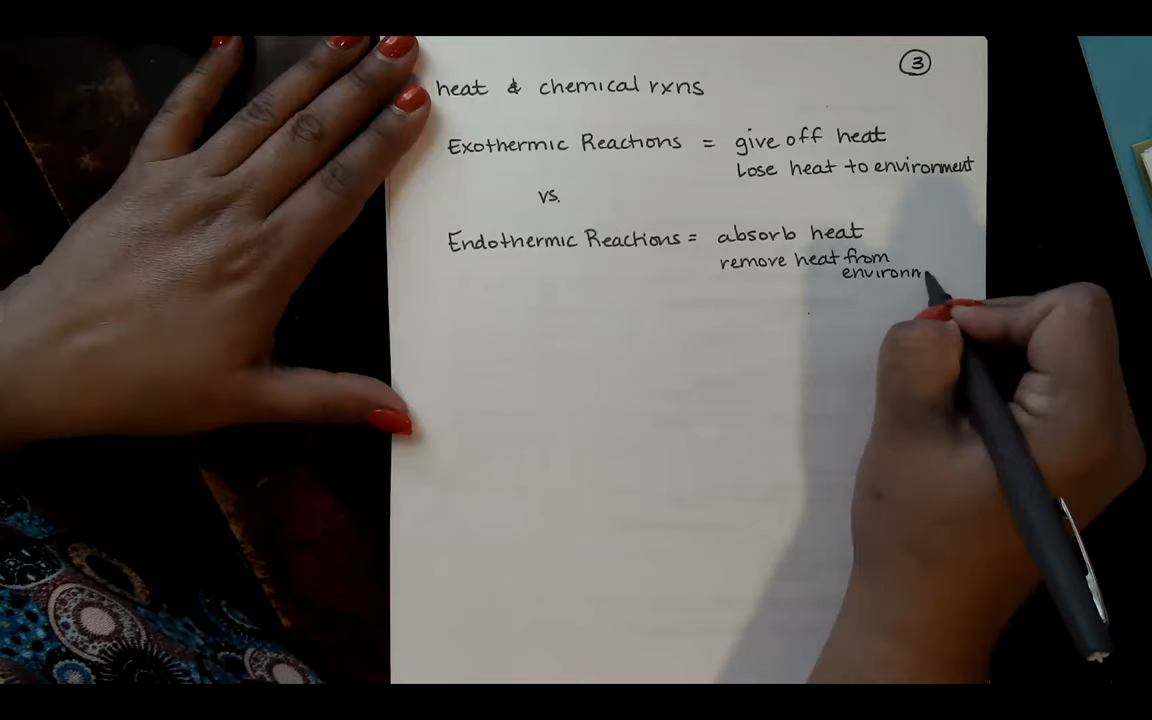 3
heat & chemical rxns
Exothermic Reactions = give off heat
Lose heat to environment
vs.
Endothermic Reactions = absorb heat
remove heat from
environm